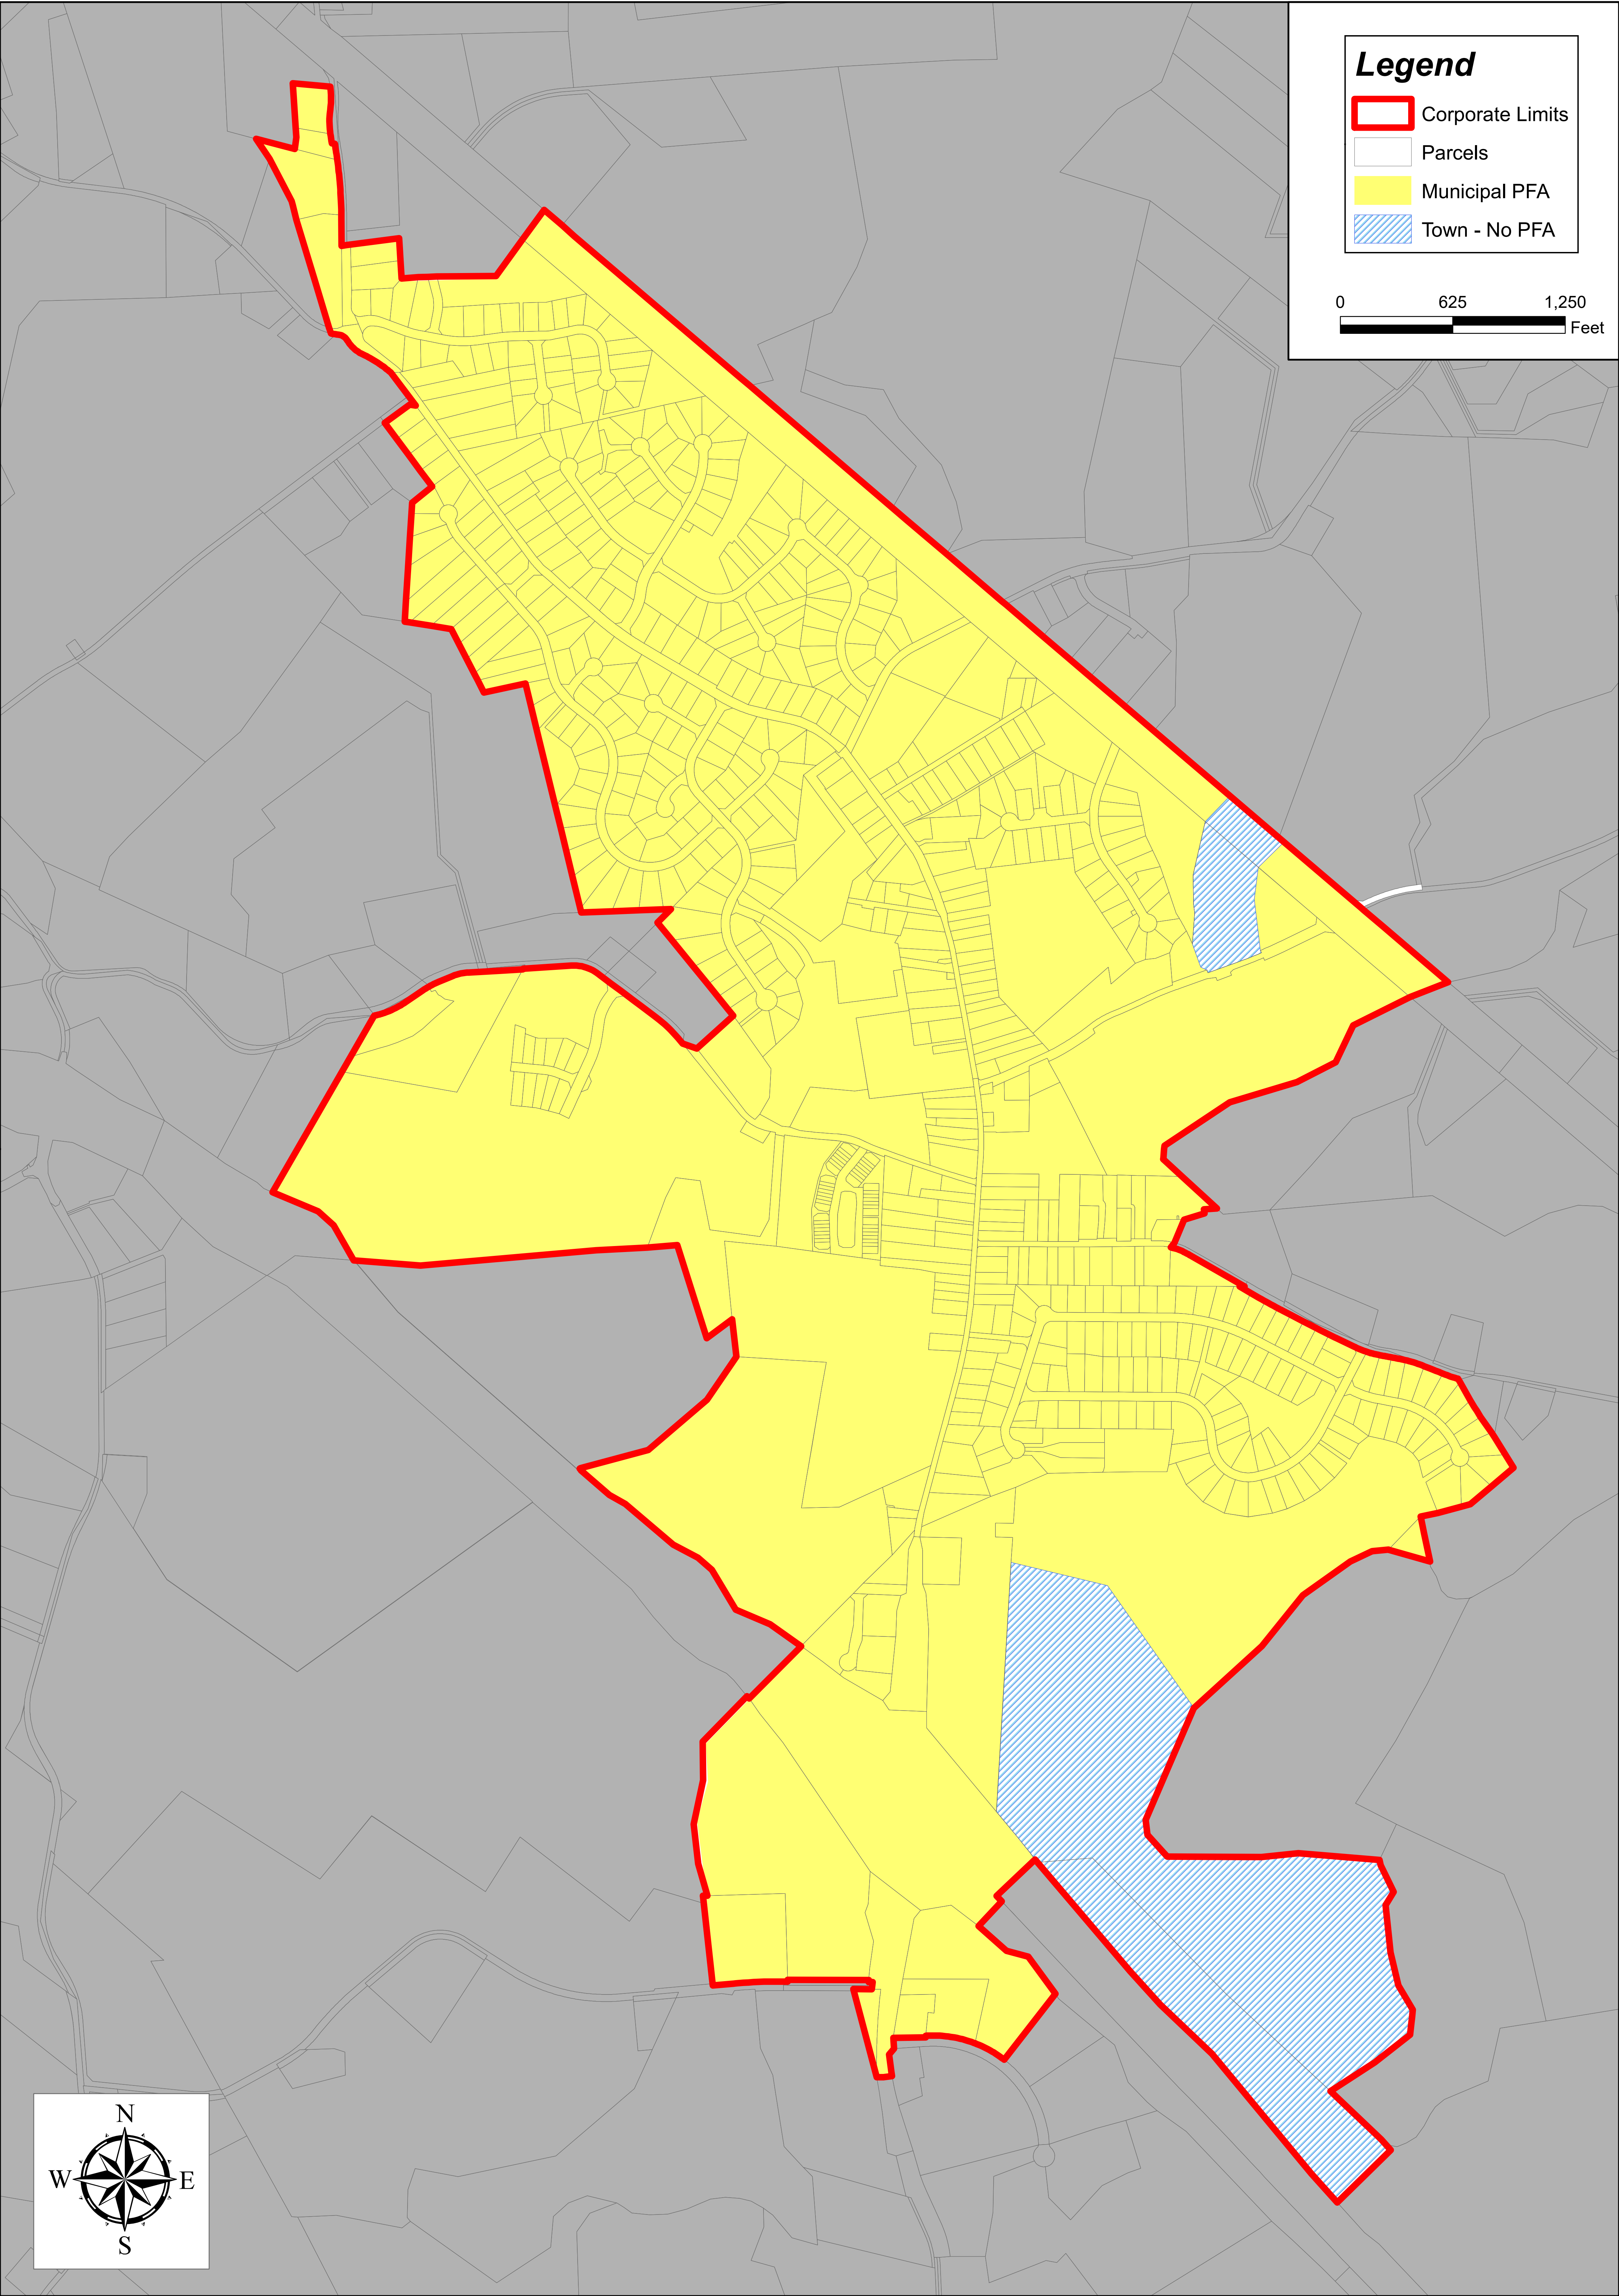 Legend
Corporate Limits
Parcels
Municipal PFA
Town - No PFA
0 625 1,250
Feet
N
W E
S